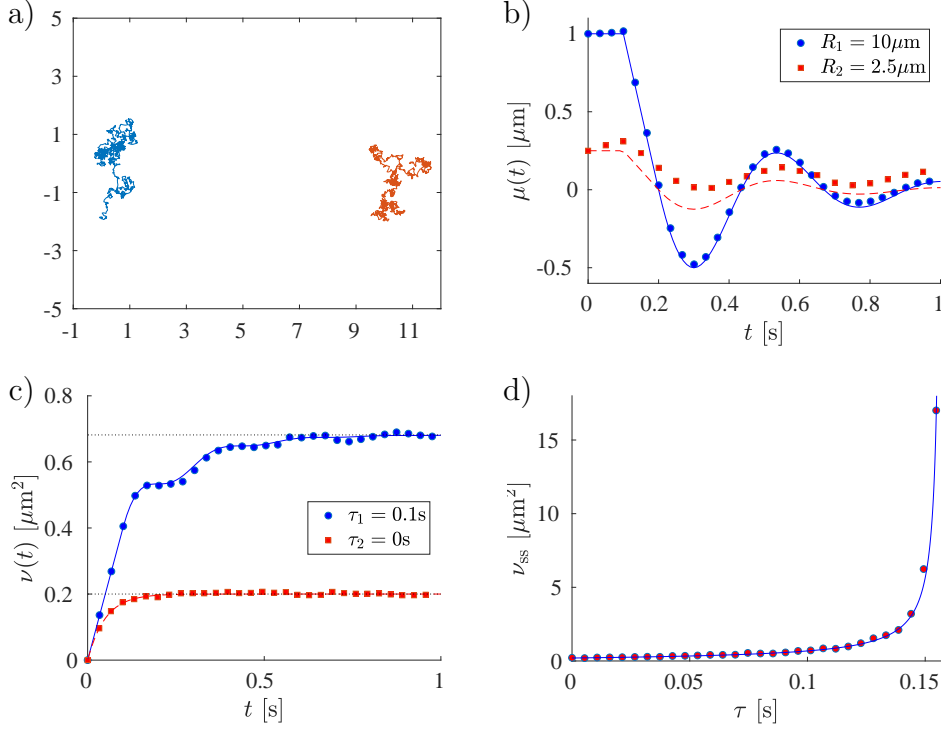 a)
5
3
1
-1
-3
-5
-1 1 3 5 7 9 11
b)
μ(t) [μm]
1
0.5
0
-0.5
R₁ = 10μm
R₂ = 2.5μm
0 0.2 0.4 0.6 0.8 1
t [s]
c)
ν(t) [μm²]
0.8
0.6
0.4
0.2
0
τ₁ = 0.1s
τ₂ = 0s
0 0.5 1
t [s]
d)
ν_ss [μm²]
15
10
5
0
0 0.05 0.1 0.15
τ [s]